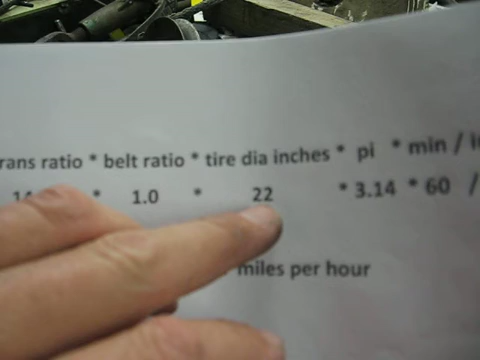 rans ratio * belt ratio * tire dia inches * pi * min /
* 1.0 * 22 * 3.14 * 60 /
miles per hour